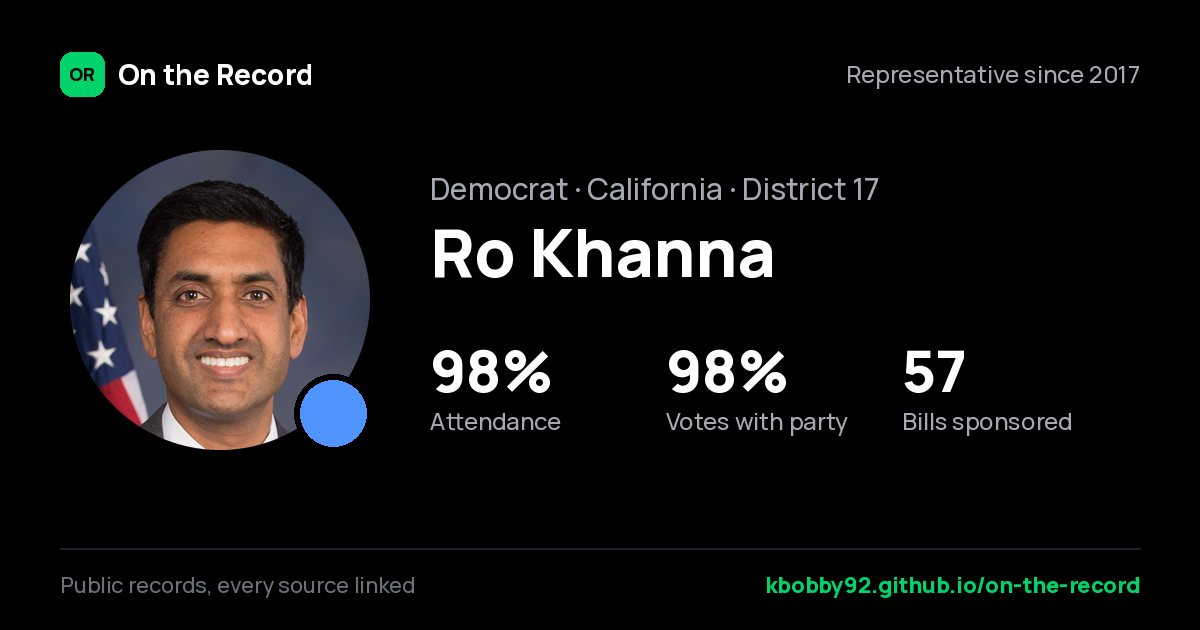 OR On the Record
Representative since 2017
Democrat · California · District 17
Ro Khanna
98% 98% 57
Attendance Votes with party Bills sponsored
Public records, every source linked
kbobby92.github.io/on-the-record